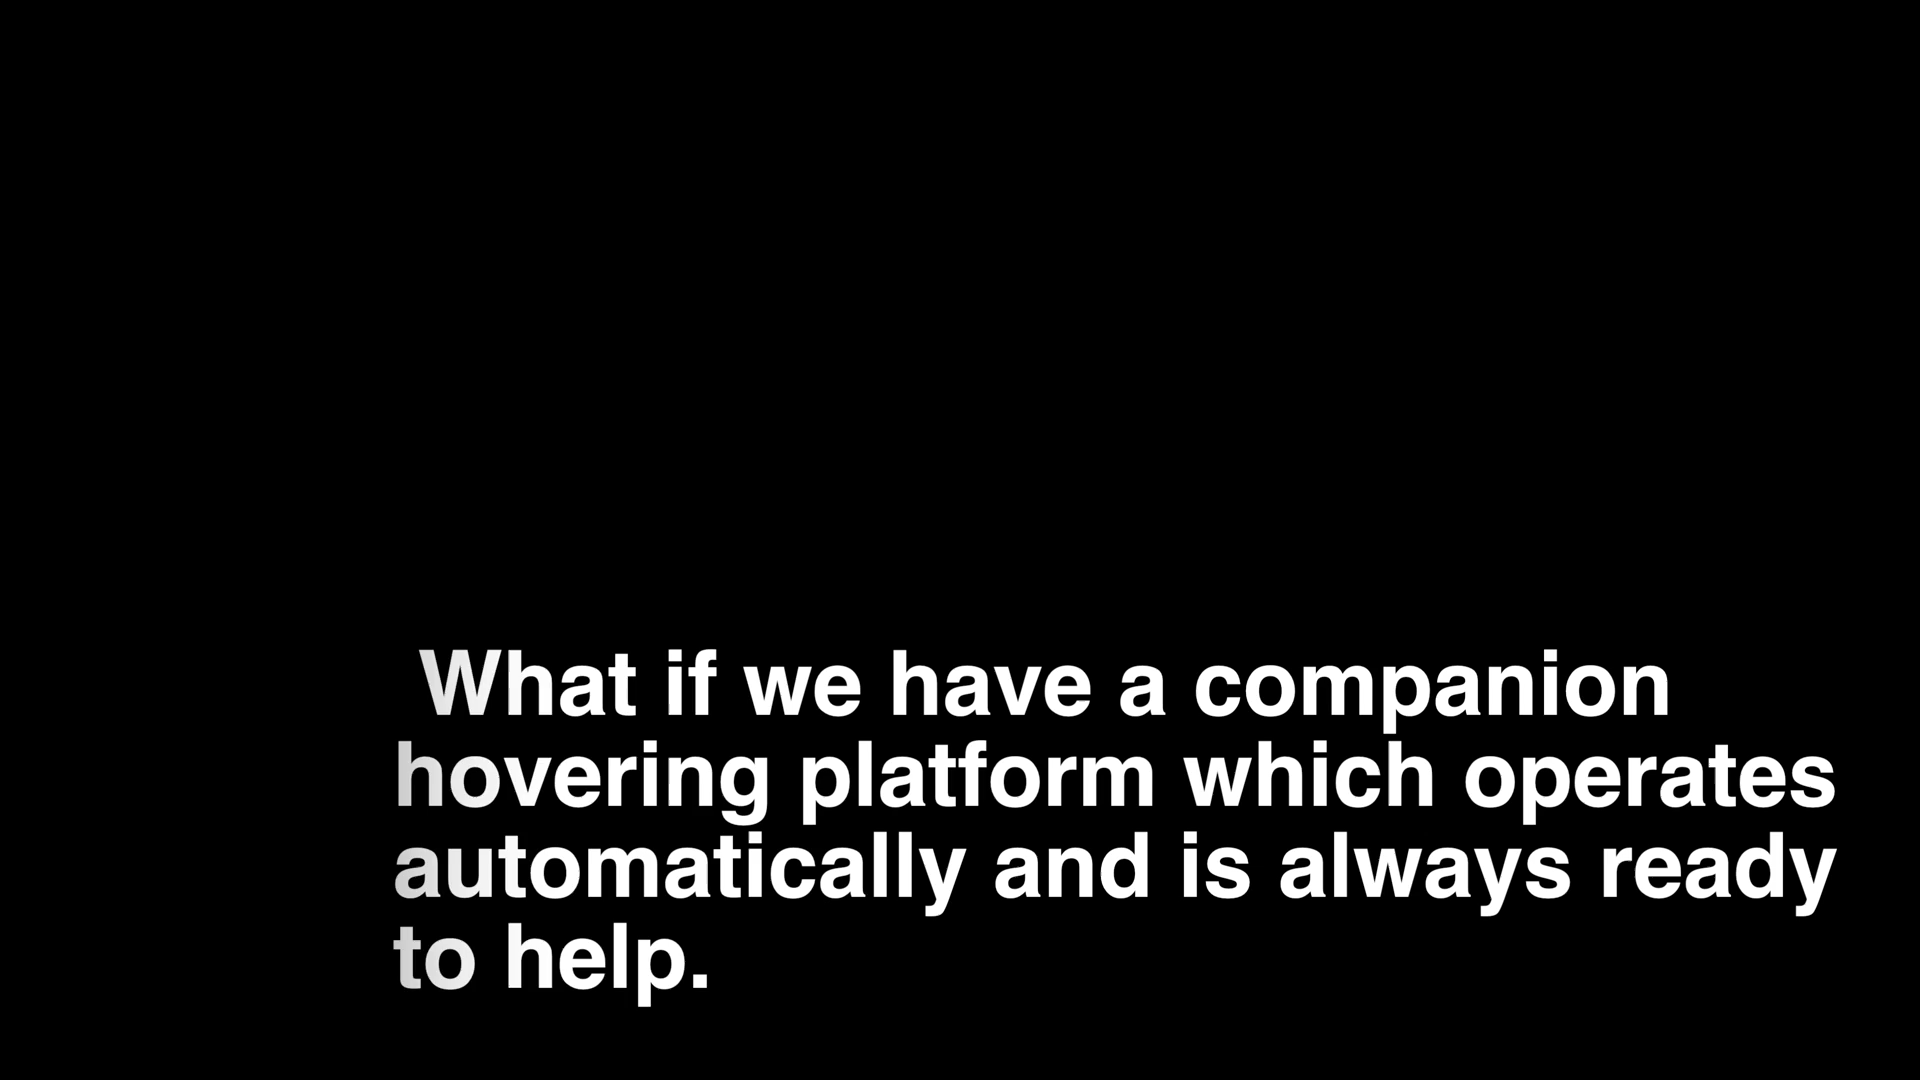 What if we have a companion
hovering platform which operates
automatically and is always ready
to help.